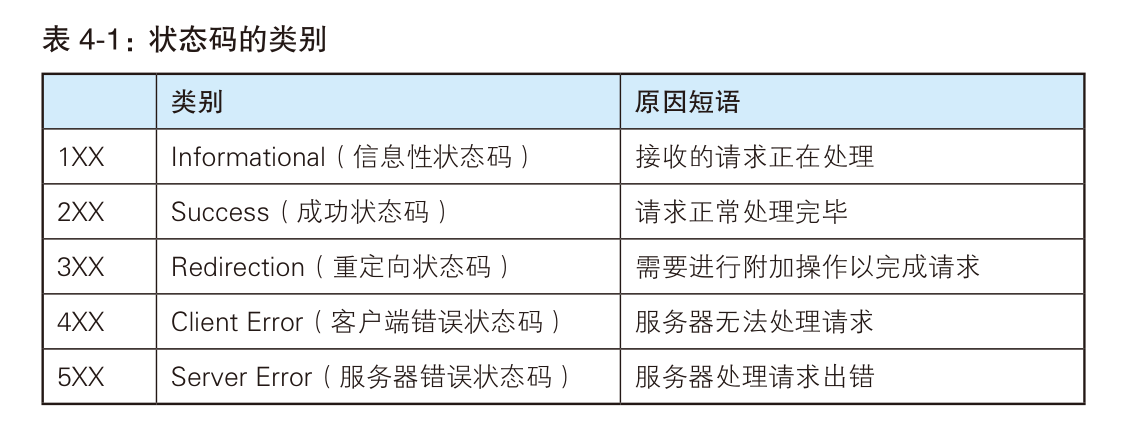 表 4-1：状态码的类别
类别 原因短语
1XX Informational（信息性状态码） 接收的请求正在处理
2XX Success（成功状态码） 请求正常处理完毕
3XX Redirection（重定向状态码） 需要进行附加操作以完成请求
4XX Client Error（客户端错误状态码） 服务器无法处理请求
5XX Server Error（服务器错误状态码） 服务器处理请求出错